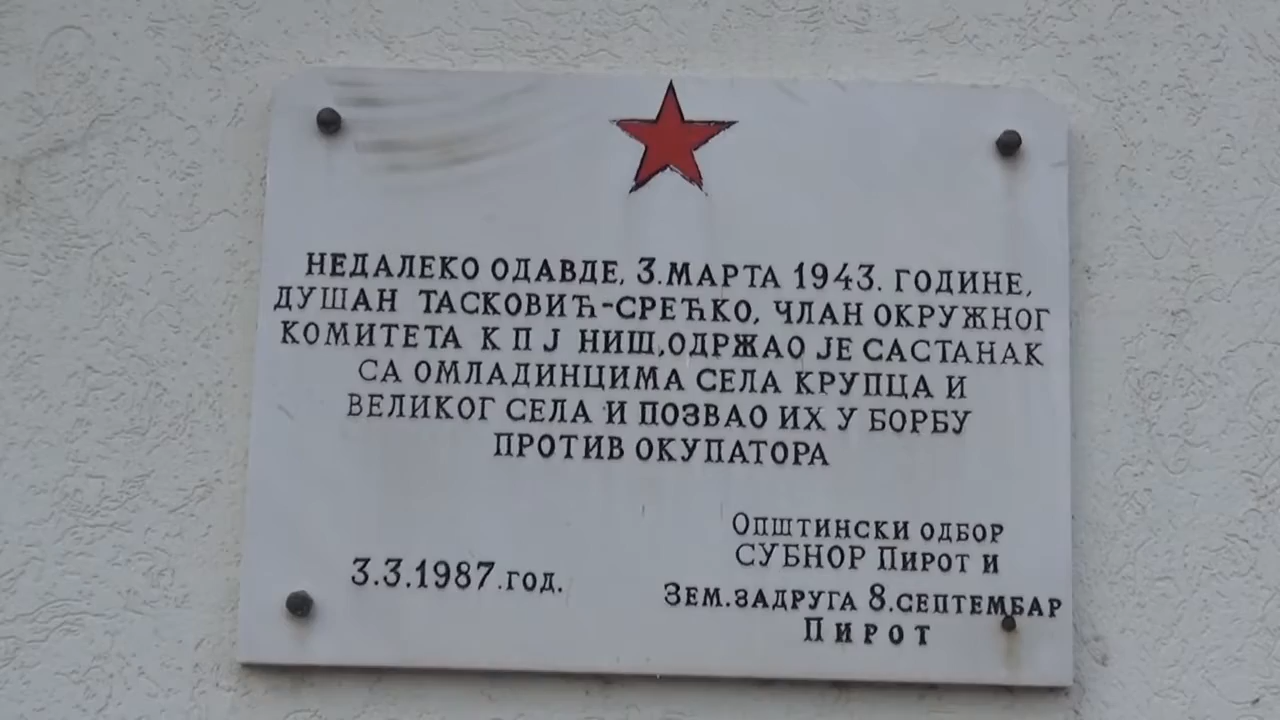 НЕДАЛЕКО ОДАВДЕ, 3.МАРТА 1943. ГОДИНЕ,
ДУШАН ТАСКОВИЋ-СРЕЋКО, ЧЛАН ОКРУЖНОГ
КОМИТЕТА К П Ј НИШ,ОДРЖАО ЈЕ САСТАНАК
СА ОМЛАДИНЦИМА СЕЛА КРУПЦА И
ВЕЛИКОГ СЕЛА И ПОЗВАО ИХ У БОРБУ
ПРОТИВ ОКУПАТОРА
ОПШТИНСКИ ОДБОР
СУБНОР ПИРОТ И
3.3.1987.ГОД.
ЗЕМ.ЗАДРУГА 8.СЕПТЕМБАР
ПИРОТ